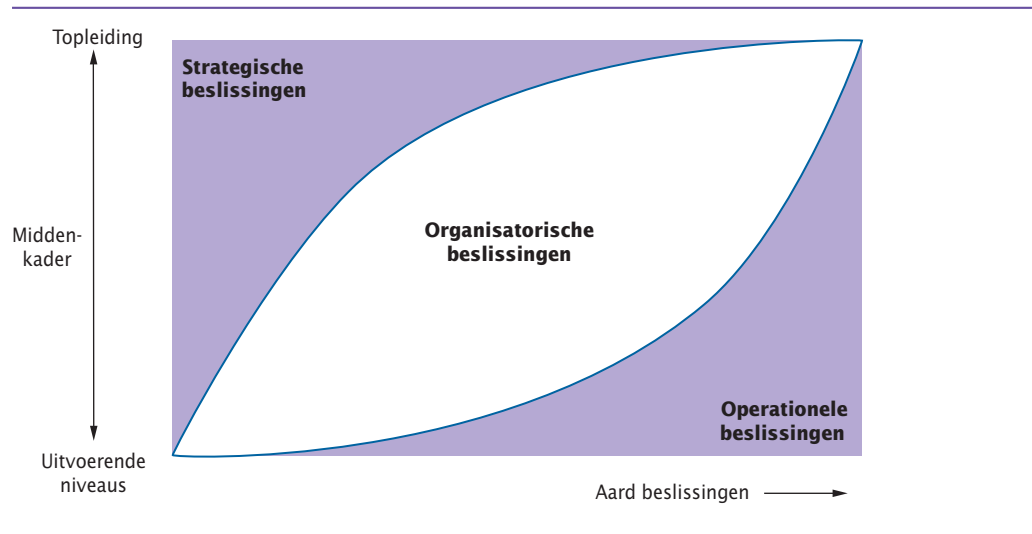 Topleiding
Strategische
beslissingen
Midden-
kader
Organisatorische
beslissingen
Operationele
beslissingen
Uitvoerende
niveaus
Aard beslissingen